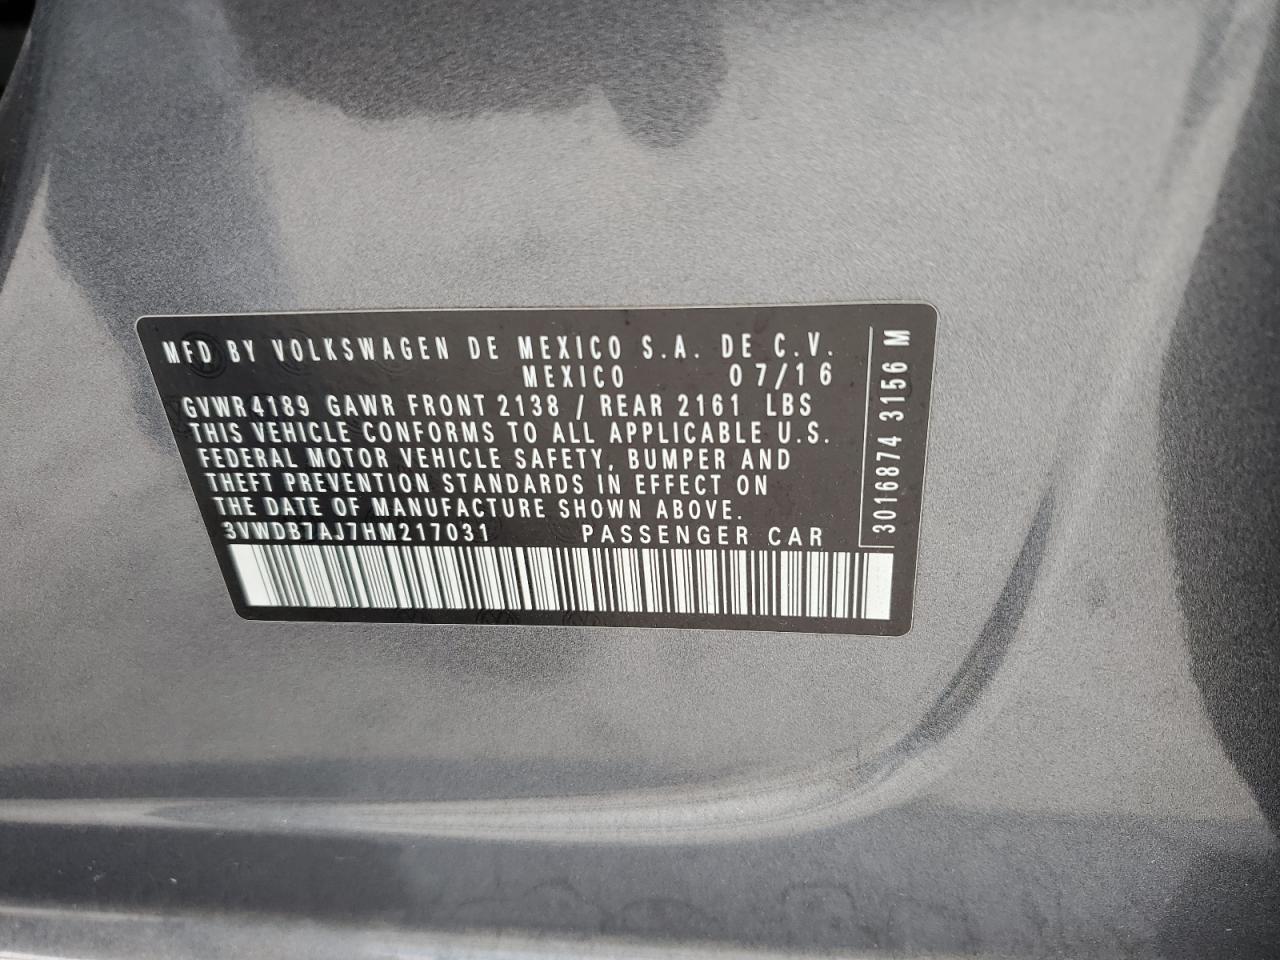 MFD BY VOLKSWAGEN DE MEXICO S.A. DE C.V.
MEXICO 07/16
GVWR 4189 GAWR FRONT 2138 / REAR 2161 LBS
THIS VEHICLE CONFORMS TO ALL APPLICABLE U.S.
FEDERAL MOTOR VEHICLE SAFETY, BUMPER AND
THEFT PREVENTION STANDARDS IN EFFECT ON
THE DATE OF MANUFACTURE SHOWN ABOVE.
3VWDB7AJ7HM217031 PASSENGER CAR
3016874 3156 M